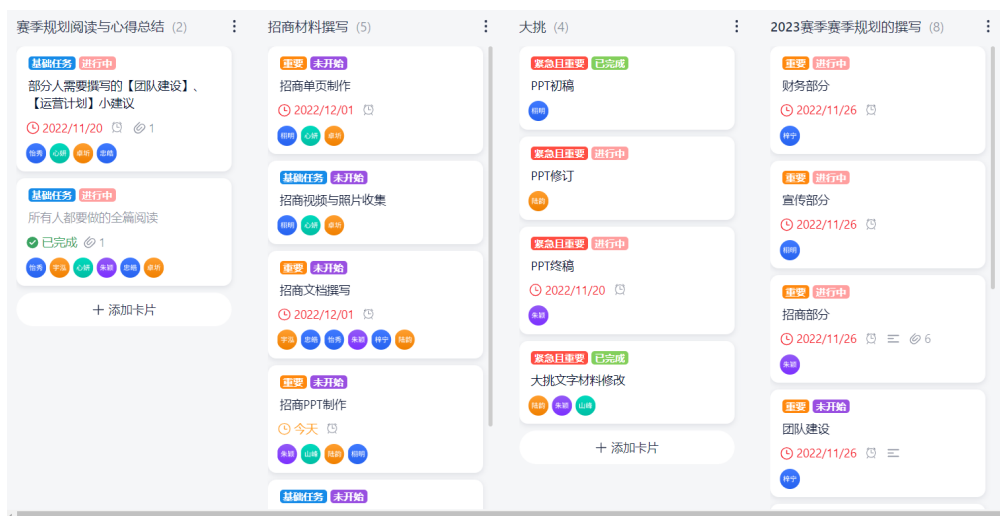 赛季规划阅读与心得总结 (2)
基础任务 进行中
部分人需要撰写的【团队建设】、
【运营计划】小建议
2022/11/20 1
怡秀 心妍 卓圻 忠皓
基础任务 进行中
所有人都要做的全篇阅读
已完成 1
怡秀 心妍 朱颖 忠皓 卓圻
+ 添加卡片
招商材料撰写 (5)
重要 未开始
招商单页制作
2022/12/01
栩明 心妍 卓圻
基础任务 未开始
招商视频与照片收集
栩明 心妍 卓圻
重要 未开始
招商文档撰写
2022/12/01
忠皓 怡秀 朱颖 梓宁 陆韵
重要 未开始
招商PPT制作
今天
朱颖 山峰 陆韵 栩明
基础任务 未开始
大挑 (4)
紧急且重要 已完成
PPT初稿
栩明
紧急且重要 进行中
PPT修订
陆韵
紧急且重要 进行中
PPT终稿
2022/11/20
朱颖
紧急且重要 已完成
大挑文字材料修改
陆韵 朱颖 山峰
+ 添加卡片
2023赛季赛季规划的撰写 (8)
重要 进行中
财务部分
2022/11/26
梓宁
重要 进行中
宣传部分
2022/11/26
栩明
重要 进行中
招商部分
2022/11/26 6
朱颖
重要 未开始
团队建设
2022/11/26
梓宁